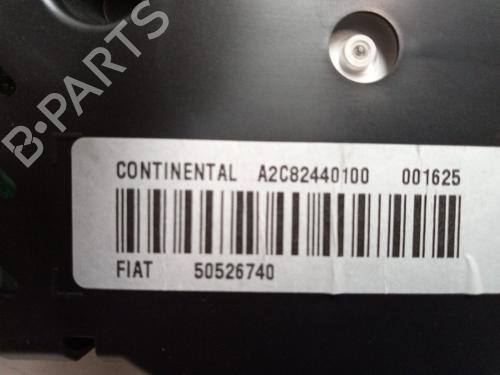 B-PARTS
CONTINENTAL A2C82440100 001625
FIAT 50526740